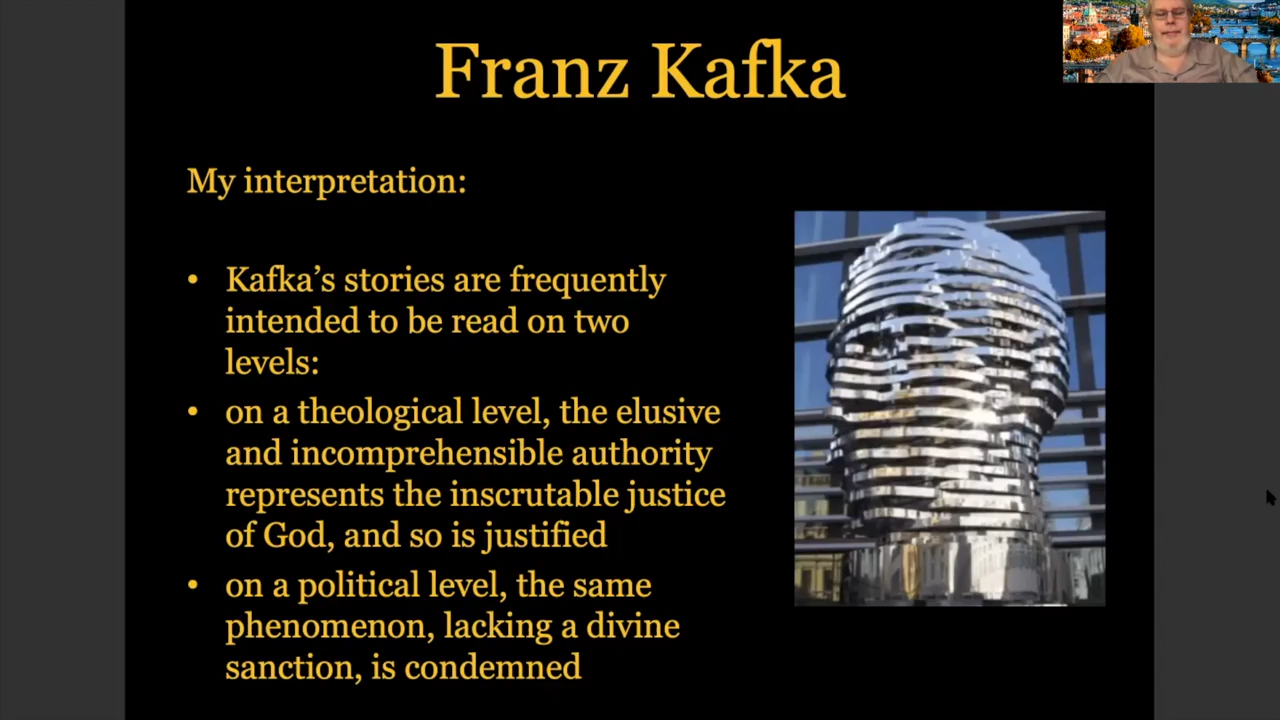 Franz Kafka
My interpretation:
• Kafka’s stories are frequently
intended to be read on two
levels:
• on a theological level, the elusive
and incomprehensible authority
represents the inscrutable justice
of God, and so is justified
• on a political level, the same
phenomenon, lacking a divine
sanction, is condemned